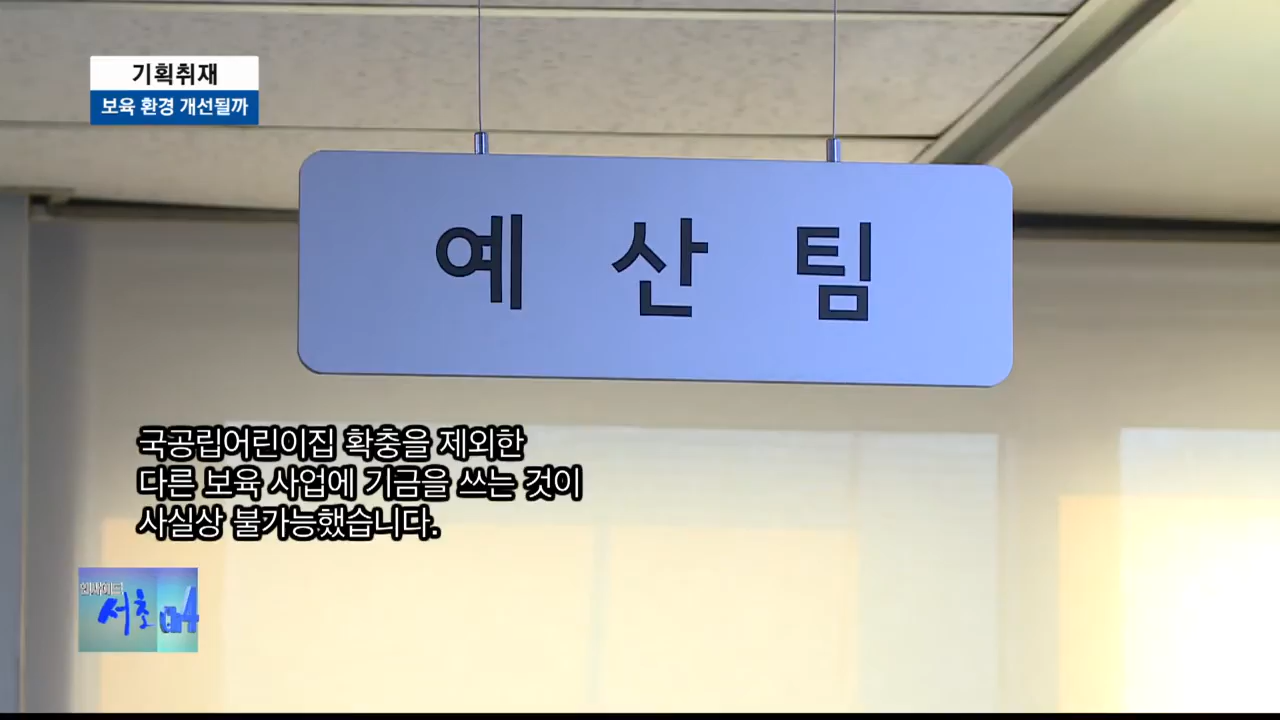 기획취재
보육 환경 개선될까
예 산 팀
국공립어린이집 확충을 제외한
다른 보육 사업에 기금을 쓰는 것이
사실상 불가능했습니다.
서초